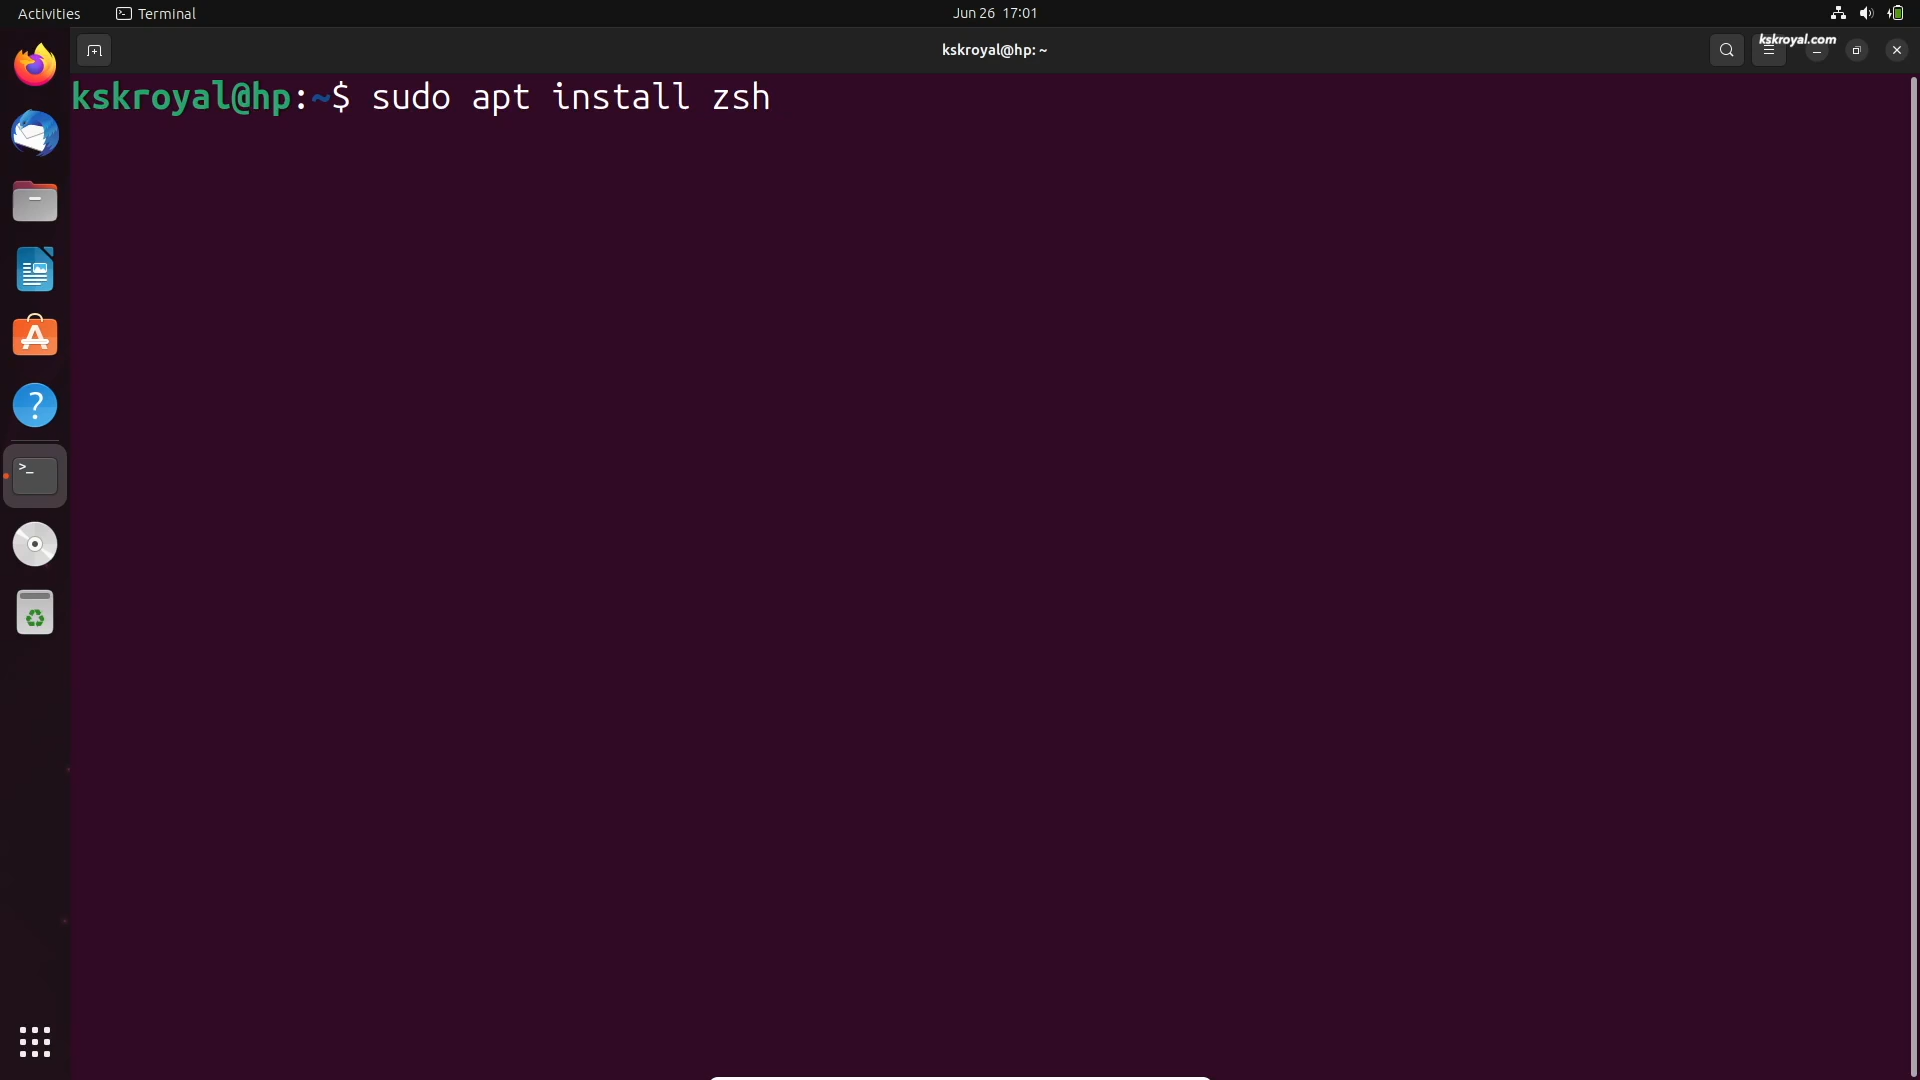 Activities Terminal Jun 26 17:01
kskroyal@hp: ~
kskroyal.com
kskroyal@hp:~$ sudo apt install zsh